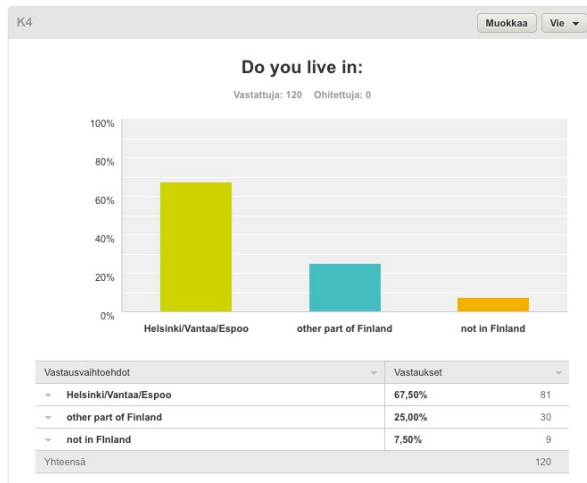 K4
Muokkaa Vie
Do you live in:
Vastattuja: 120 Ohitettuja: 0
100%
80%
60%
40%
20%
0%
Helsinki/Vantaa/Espoo other part of Finland not in FInland
Vastausvaihtoehdot Vastaukset
Helsinki/Vantaa/Espoo 67,50% 81
other part of Finland 25,00% 30
not in FInland 7,50% 9
Yhteensä 120